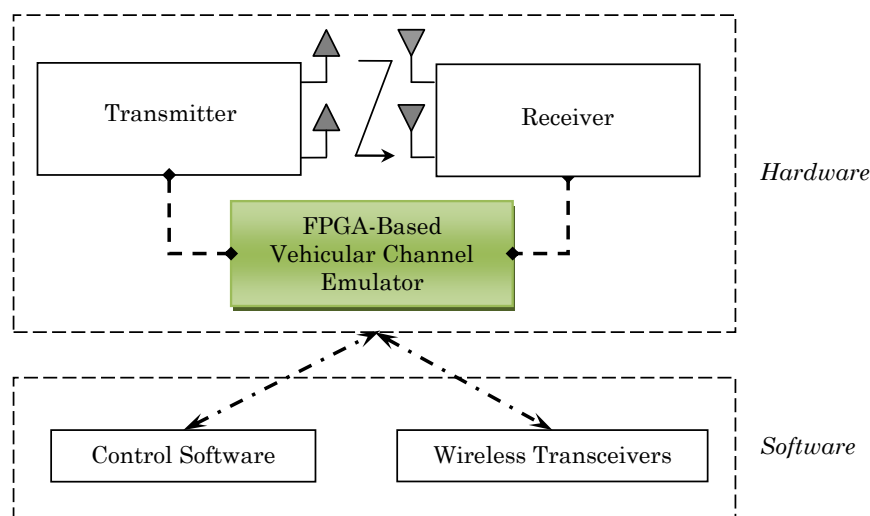 Transmitter
Receiver
Hardware
FPGA-Based
Vehicular Channel
Emulator
Control Software
Wireless Transceivers
Software